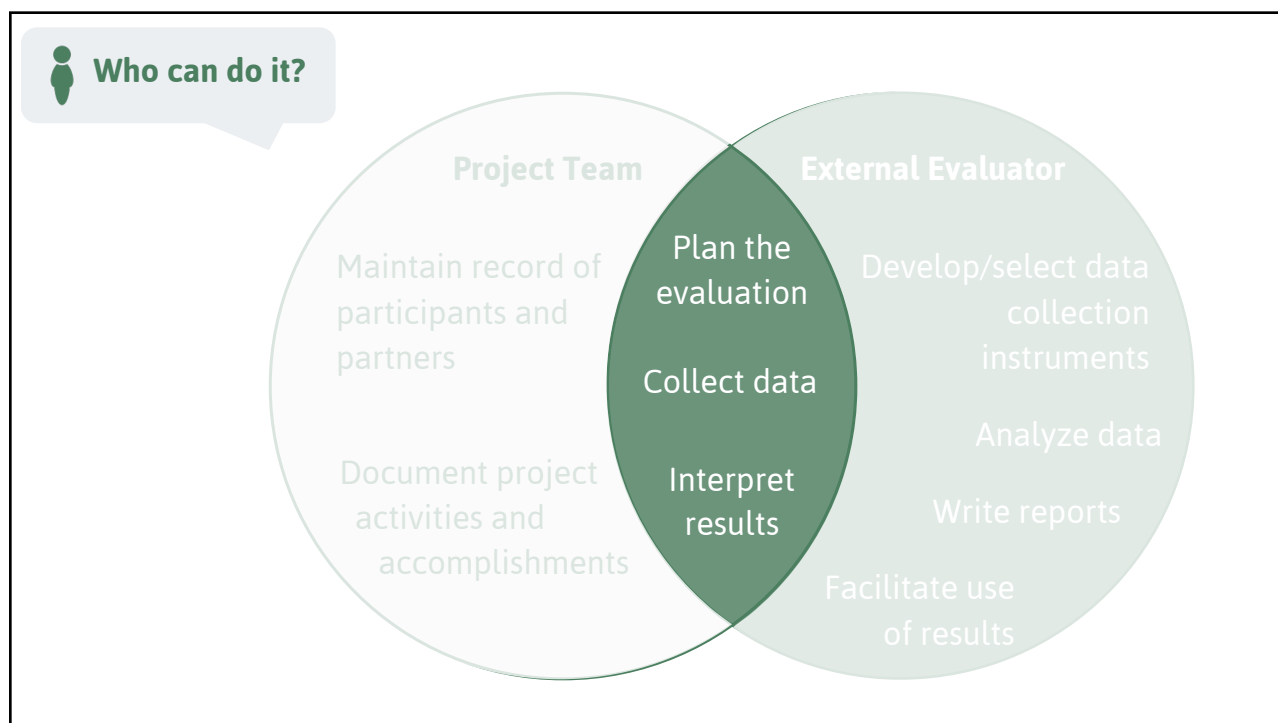 Who can do it?
Project Team
Maintain record of
participants and
partners
Document project
activities and
accomplishments
Plan the
evaluation
Collect data
Interpret
results
External Evaluator
Develop/select data
collection
instruments
Analyze data
Write reports
Facilitate use
of results